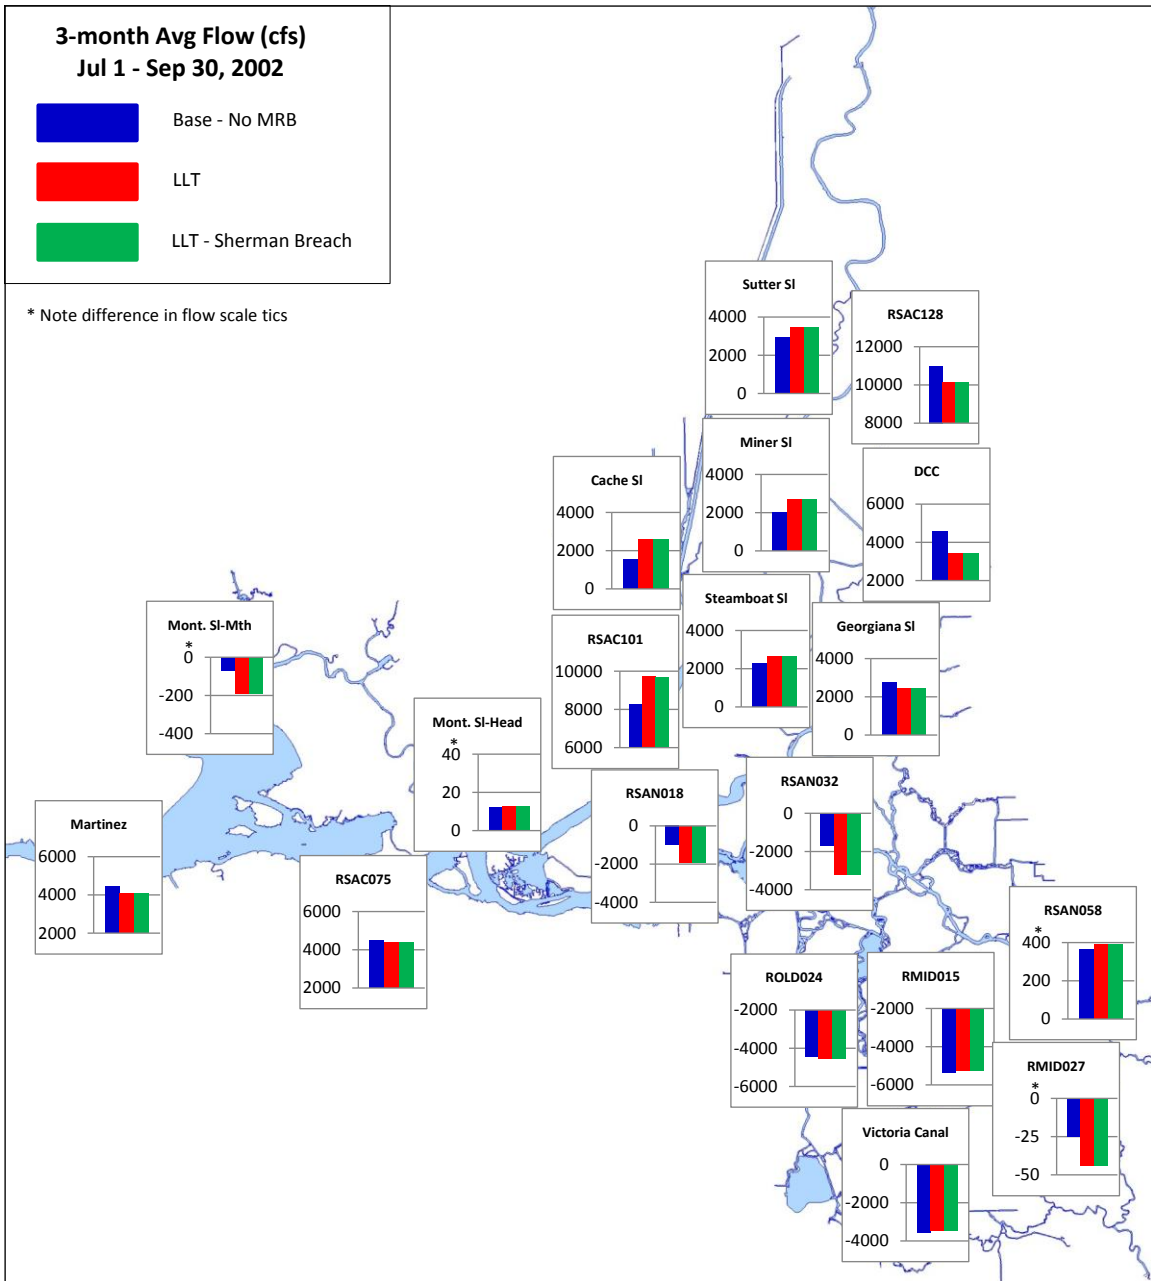 3-month Avg Flow (cfs)
Jul 1 - Sep 30, 2002
Base - No MRB
LLT
LLT - Sherman Breach
* Note difference in flow scale tics
Sutter Sl
4000
2000
0
RSAC128
12000
10000
8000
Miner Sl
4000
2000
0
Cache Sl
4000
2000
0
DCC
6000
4000
2000
Steamboat Sl
4000
2000
0
Mont. Sl-Mth
*
0
-200
-400
Georgiana Sl
4000
2000
0
RSAC101
10000
8000
6000
Mont. Sl-Head
*
40
20
0
RSAN018
0
-2000
-4000
RSAN032
0
-2000
-4000
Martinez
6000
4000
2000
RSAC075
6000
4000
2000
RSAN058
*
400
200
0
ROLD024
-2000
-4000
-6000
RMID015
-2000
-4000
-6000
RMID027
*
0
-25
-50
Victoria Canal
0
-2000
-4000